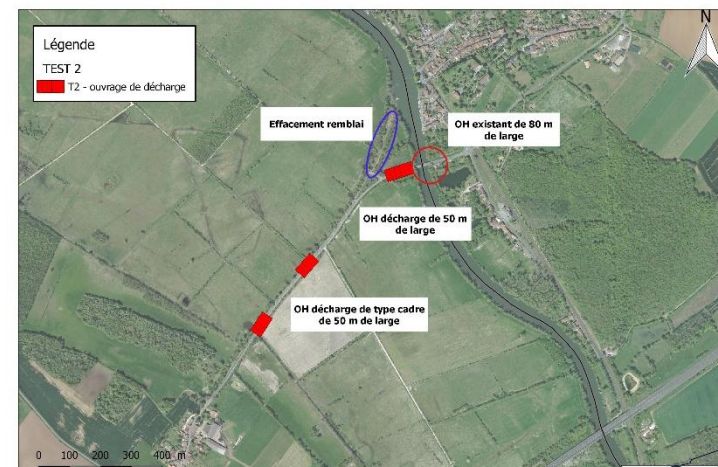 Légende
TEST 2
T2 - ouvrage de décharge
N
Effacement remblai
OH existant de 80 m
de large
OH décharge de 50 m
de large
OH décharge de type cadre
de 50 m de large
0 100 200 300 400 m